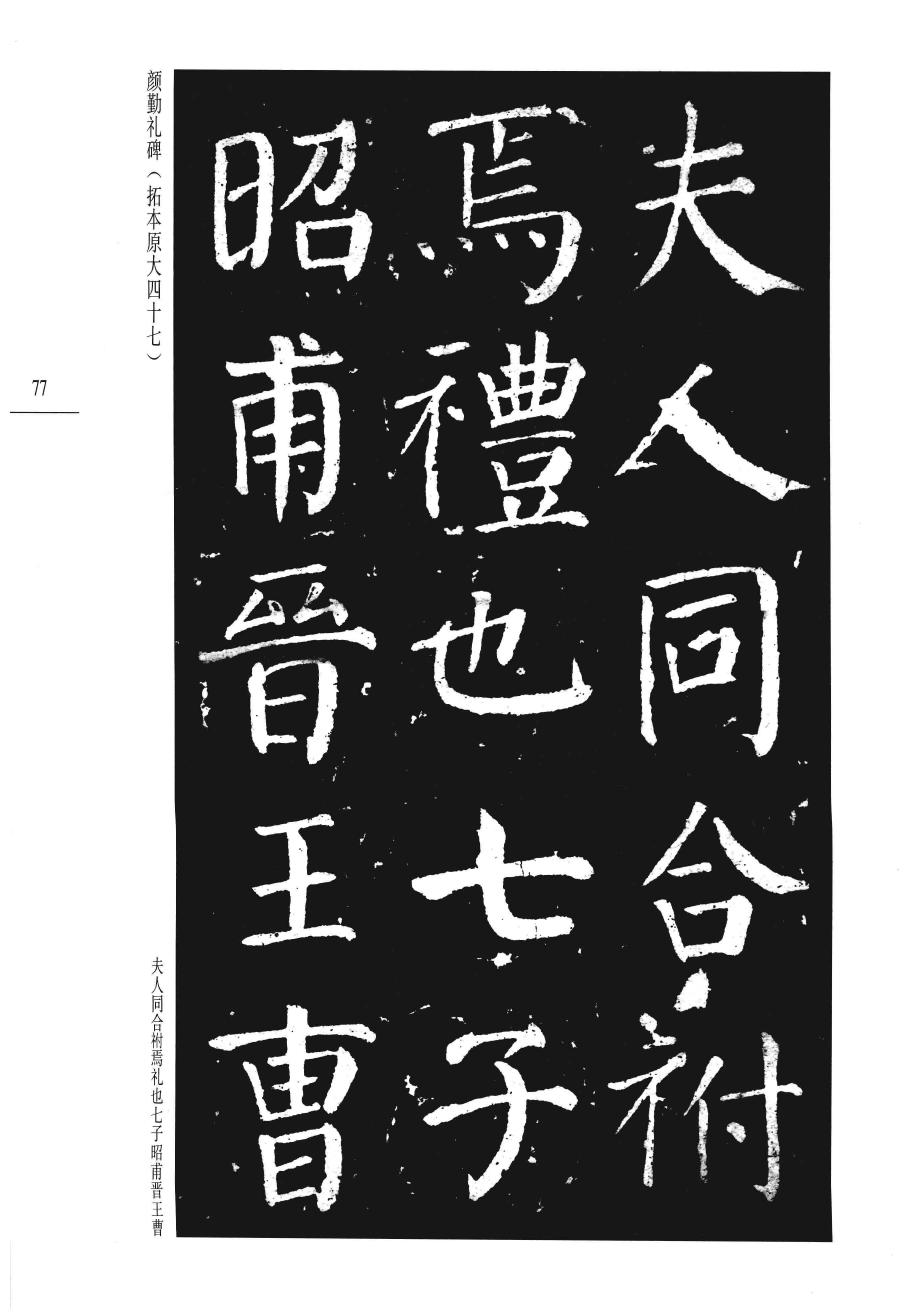 夫人同合祔
焉禮也七子
昭甫晉王曹
颜勤礼碑（拓本原大四十七）
夫人同合祔焉礼也七子昭甫晋王曹
77